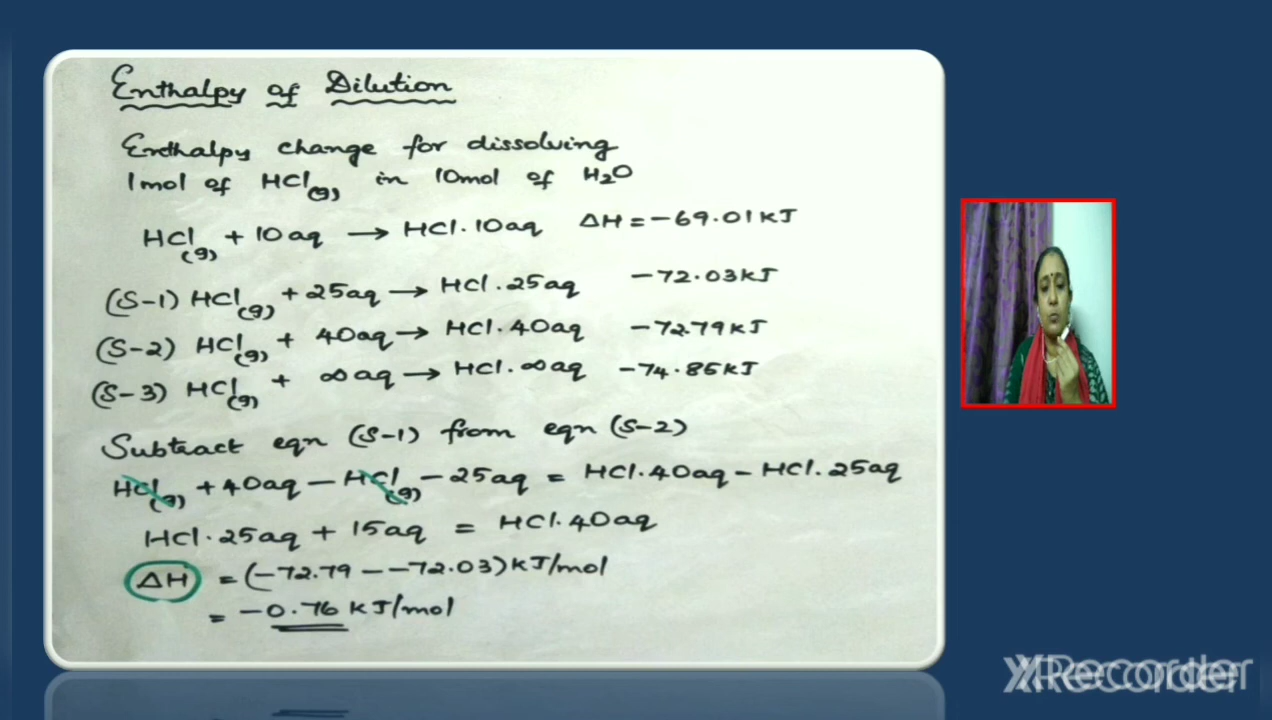 Enthalpy of Dilution
Enthalpy change for dissolving
1mol of HCl(g) in 10mol of H₂O
HCl(g) + 10aq → HCl.10aq ΔH = -69.01kJ
(S-1) HCl(g) + 25aq → HCl.25aq -72.03kJ
(S-2) HCl(g) + 40aq → HCl.40aq -72.79kJ
(S-3) HCl(g) + ∞aq → HCl.∞aq -74.85kJ
Subtract eqn (S-1) from eqn (S-2)
HCl(g) + 40aq - HCl(g) - 25aq = HCl.40aq - HCl.25aq
HCl.25aq + 15aq = HCl.40aq
ΔH = (-72.79 - -72.03)kJ/mol
= -0.76 kJ/mol
XRecorder